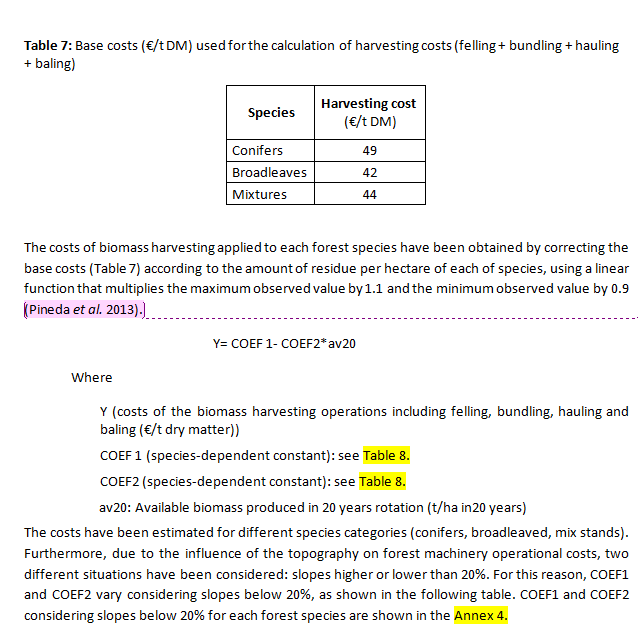 Table 7: Base costs (€/t DM) used for the calculation of harvesting costs (felling + bundling + hauling
+ baling)
Species
Harvesting cost
(€/t DM)
Conifers 49
Broadleaves 42
Mixtures 44
The costs of biomass harvesting applied to each forest species have been obtained by correcting the
base costs (Table 7) according to the amount of residue per hectare of each of species, using a linear
function that multiplies the maximum observed value by 1.1 and the minimum observed value by 0.9
(Pineda et al. 2013).
Y= COEF 1- COEF2*av20
Where
Y (costs of the biomass harvesting operations including felling, bundling, hauling and
baling (€/t dry matter))
COEF 1 (species-dependent constant): see Table 8.
COEF2 (species-dependent constant): see Table 8.
av20: Available biomass produced in 20 years rotation (t/ha in20 years)
The costs have been estimated for different species categories (conifers, broadleaved, mix stands).
Furthermore, due to the influence of the topography on forest machinery operational costs, two
different situations have been considered: slopes higher or lower than 20%. For this reason, COEF1
and COEF2 vary considering slopes below 20%, as shown in the following table. COEF1 and COEF2
considering slopes below 20% for each forest species are shown in the Annex 4.